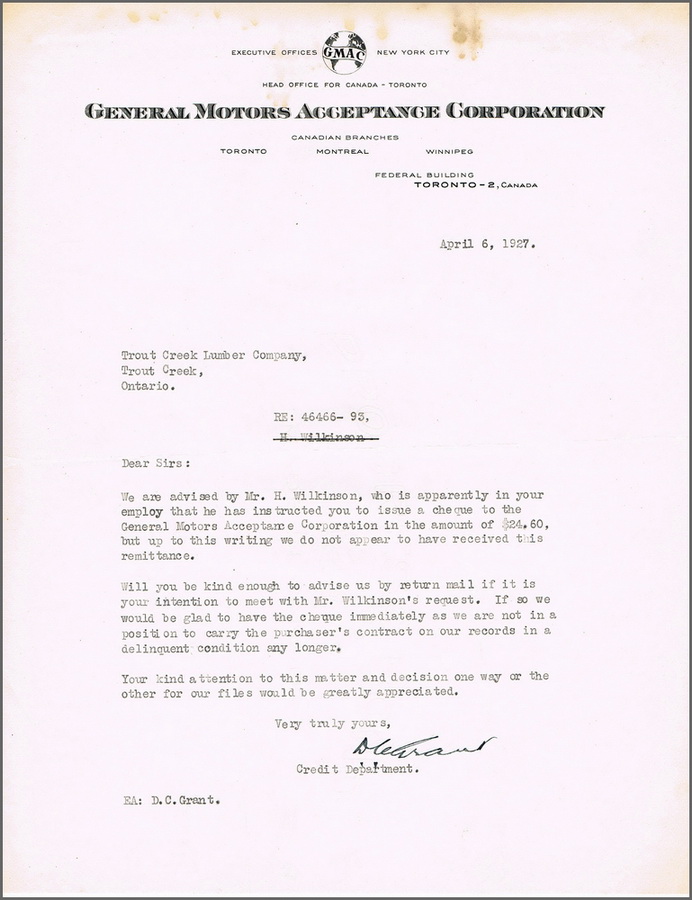 EXECUTIVE OFFICES GMAC NEW YORK CITY
HEAD OFFICE FOR CANADA - TORONTO
GENERAL MOTORS ACCEPTANCE CORPORATION
CANADIAN BRANCHES
TORONTO MONTREAL WINNIPEG
FEDERAL BUILDING
TORONTO-2, CANADA
April 6, 1927.
Trout Creek Lumber Company,
Trout Creek,
Ontario.
RE: 46466- 93,
H. Wilkinson
Dear Sirs:
We are advised by Mr. H. Wilkinson, who is apparently in your
employ that he has instructed you to issue a cheque to the
General Motors Acceptance Corporation in the amount of $24.60,
but up to this writing we do not appear to have received this
remittance.
Will you be kind enough to advise us by return mail if it is
your intention to meet with Mr. Wilkinson's request. If so we
would be glad to have the cheque immediately as we are not in a
position to carry the purchaser's contract on our records in a
delinquent condition any longer.
Your kind attention to this matter and decision one way or the
other for our files would be greatly appreciated.
Very truly yours,
DCGrant
Credit Department.
EA: D.C.Grant.